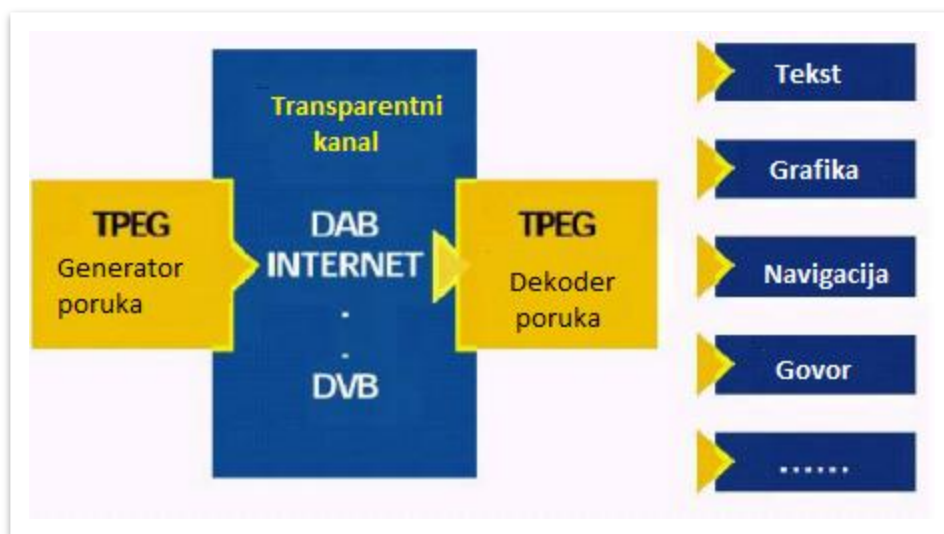 TPEG
Generator
poruka
Transparentni
kanal
DAB
INTERNET
.
.
DVB
TPEG
Dekoder
poruka
Tekst
Grafika
Navigacija
Govor
......